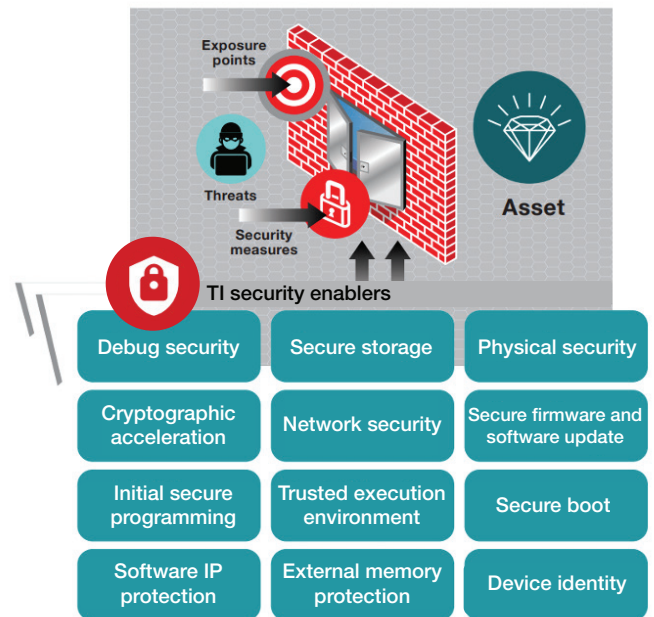 Exposure
points
Threats
Security
measures
Asset
TI security enablers
Debug security
Secure storage
Physical security
Cryptographic
acceleration
Network security
Secure firmware and
software update
Initial secure
programming
Trusted execution
environment
Secure boot
Software IP
protection
External memory
protection
Device identity